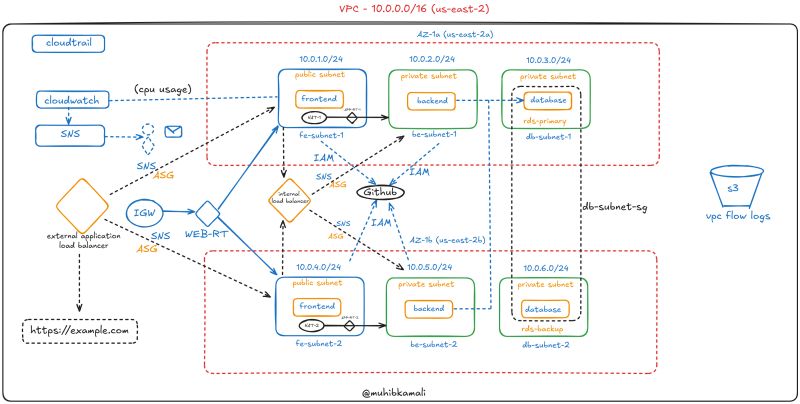 VPC - 10.0.0.0/16 (us-east-2)
cloudtrail
AZ-1a (us-east-2a)
10.0.1.0/24
10.0.2.0/24
10.0.3.0/24
public subnet
private subnet
private subnet
(cpu usage)
cloudwatch
frontend
backend
database
NAT-1
rds-primary
SNS
fe-subnet-1
be-subnet-1
db-subnet-1
IAM
IAM
SNS
ASG
SNS
ASG
s3
vpc flow logs
internal
load balancer
Github
db-subnet-sg
IGW
WEB-RT
external application
load balancer
SNS
ASG
SNS
ASG
IAM
AZ-1b (us-east-2b)
10.0.4.0/24
10.0.5.0/24
10.0.6.0/24
public subnet
private subnet
private subnet
frontend
backend
database
NAT-2
rds-backup
https://example.com
fe-subnet-2
be-subnet-2
db-subnet-2
@muhibkamali